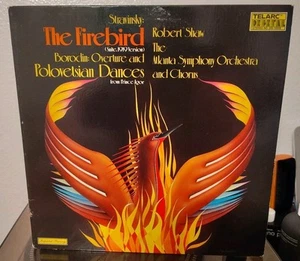 Stravinsky:
The Firebird
(Suite, 1919 Version)
Borodin: Overture and
Polovetsian Dances
from Prince Igor
Robert Shaw
The
Atlanta Symphony Orchestra
and Chorus
TELARC
DIGITAL